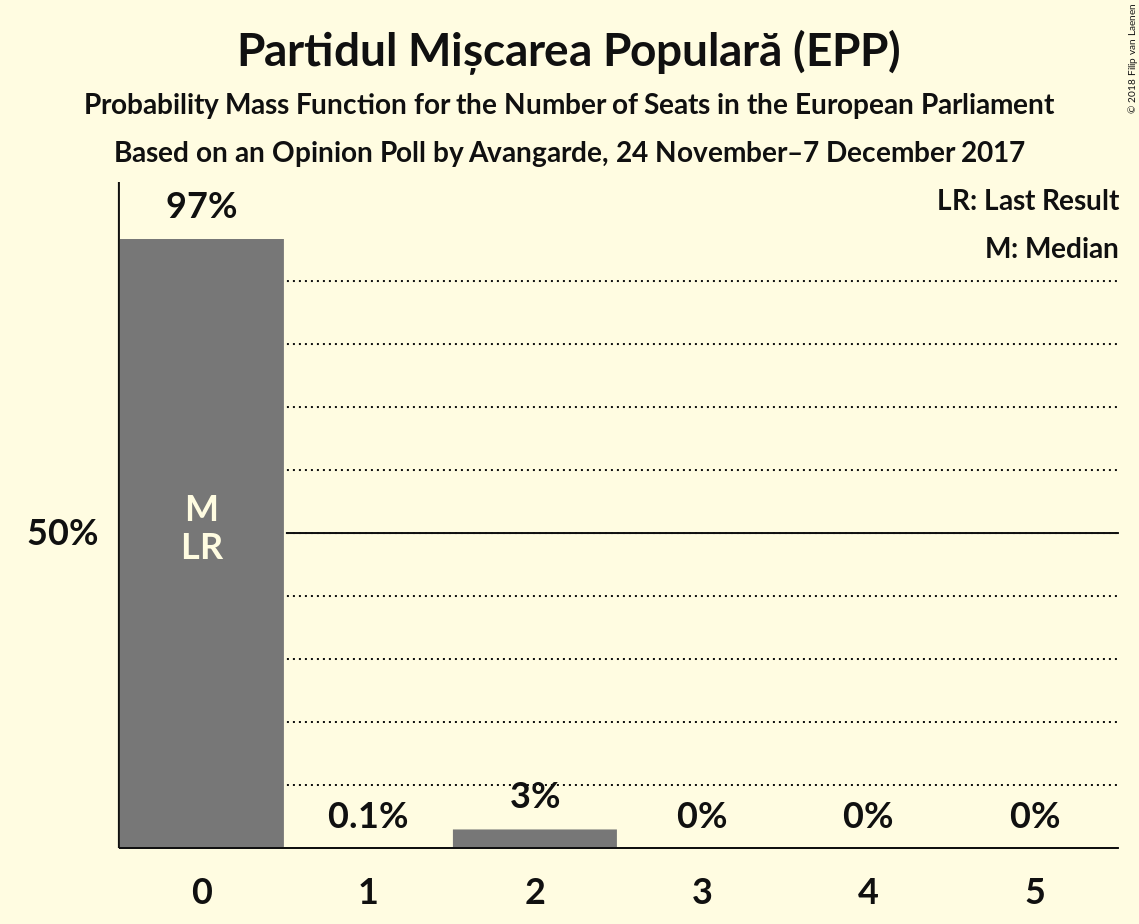 Partidul Mișcarea Populară (EPP)
Probability Mass Function for the Number of Seats in the European Parliament
Based on an Opinion Poll by Avangarde, 24 November–7 December 2017
© 2018 Filip van Laenen
LR: Last Result
M: Median
97%
M
LR
50%
0.1%
3%
0%
0%
0%
0
1
2
3
4
5